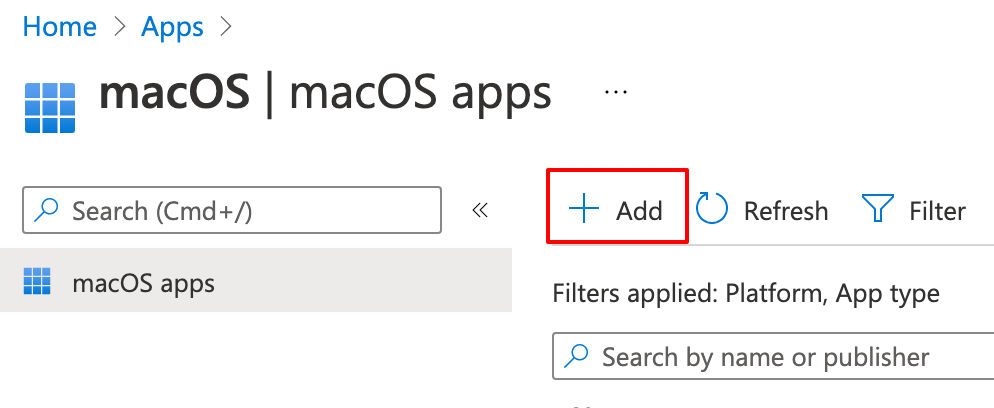 Home > Apps >
macOS | macOS apps ...
Search (Cmd+/) «
+ Add Refresh Filter
macOS apps
Filters applied: Platform, App type
Search by name or publisher